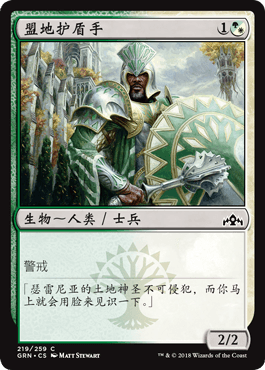 盟地护盾手 1
生物～人类／士兵
警戒
「瑟雷尼亚的土地神圣不可侵犯，而你马
上就会用脸来见识一下。」
2/2
219/259 C
GRN • CS MATT STEWART
™ & © 2018 Wizards of the Coast